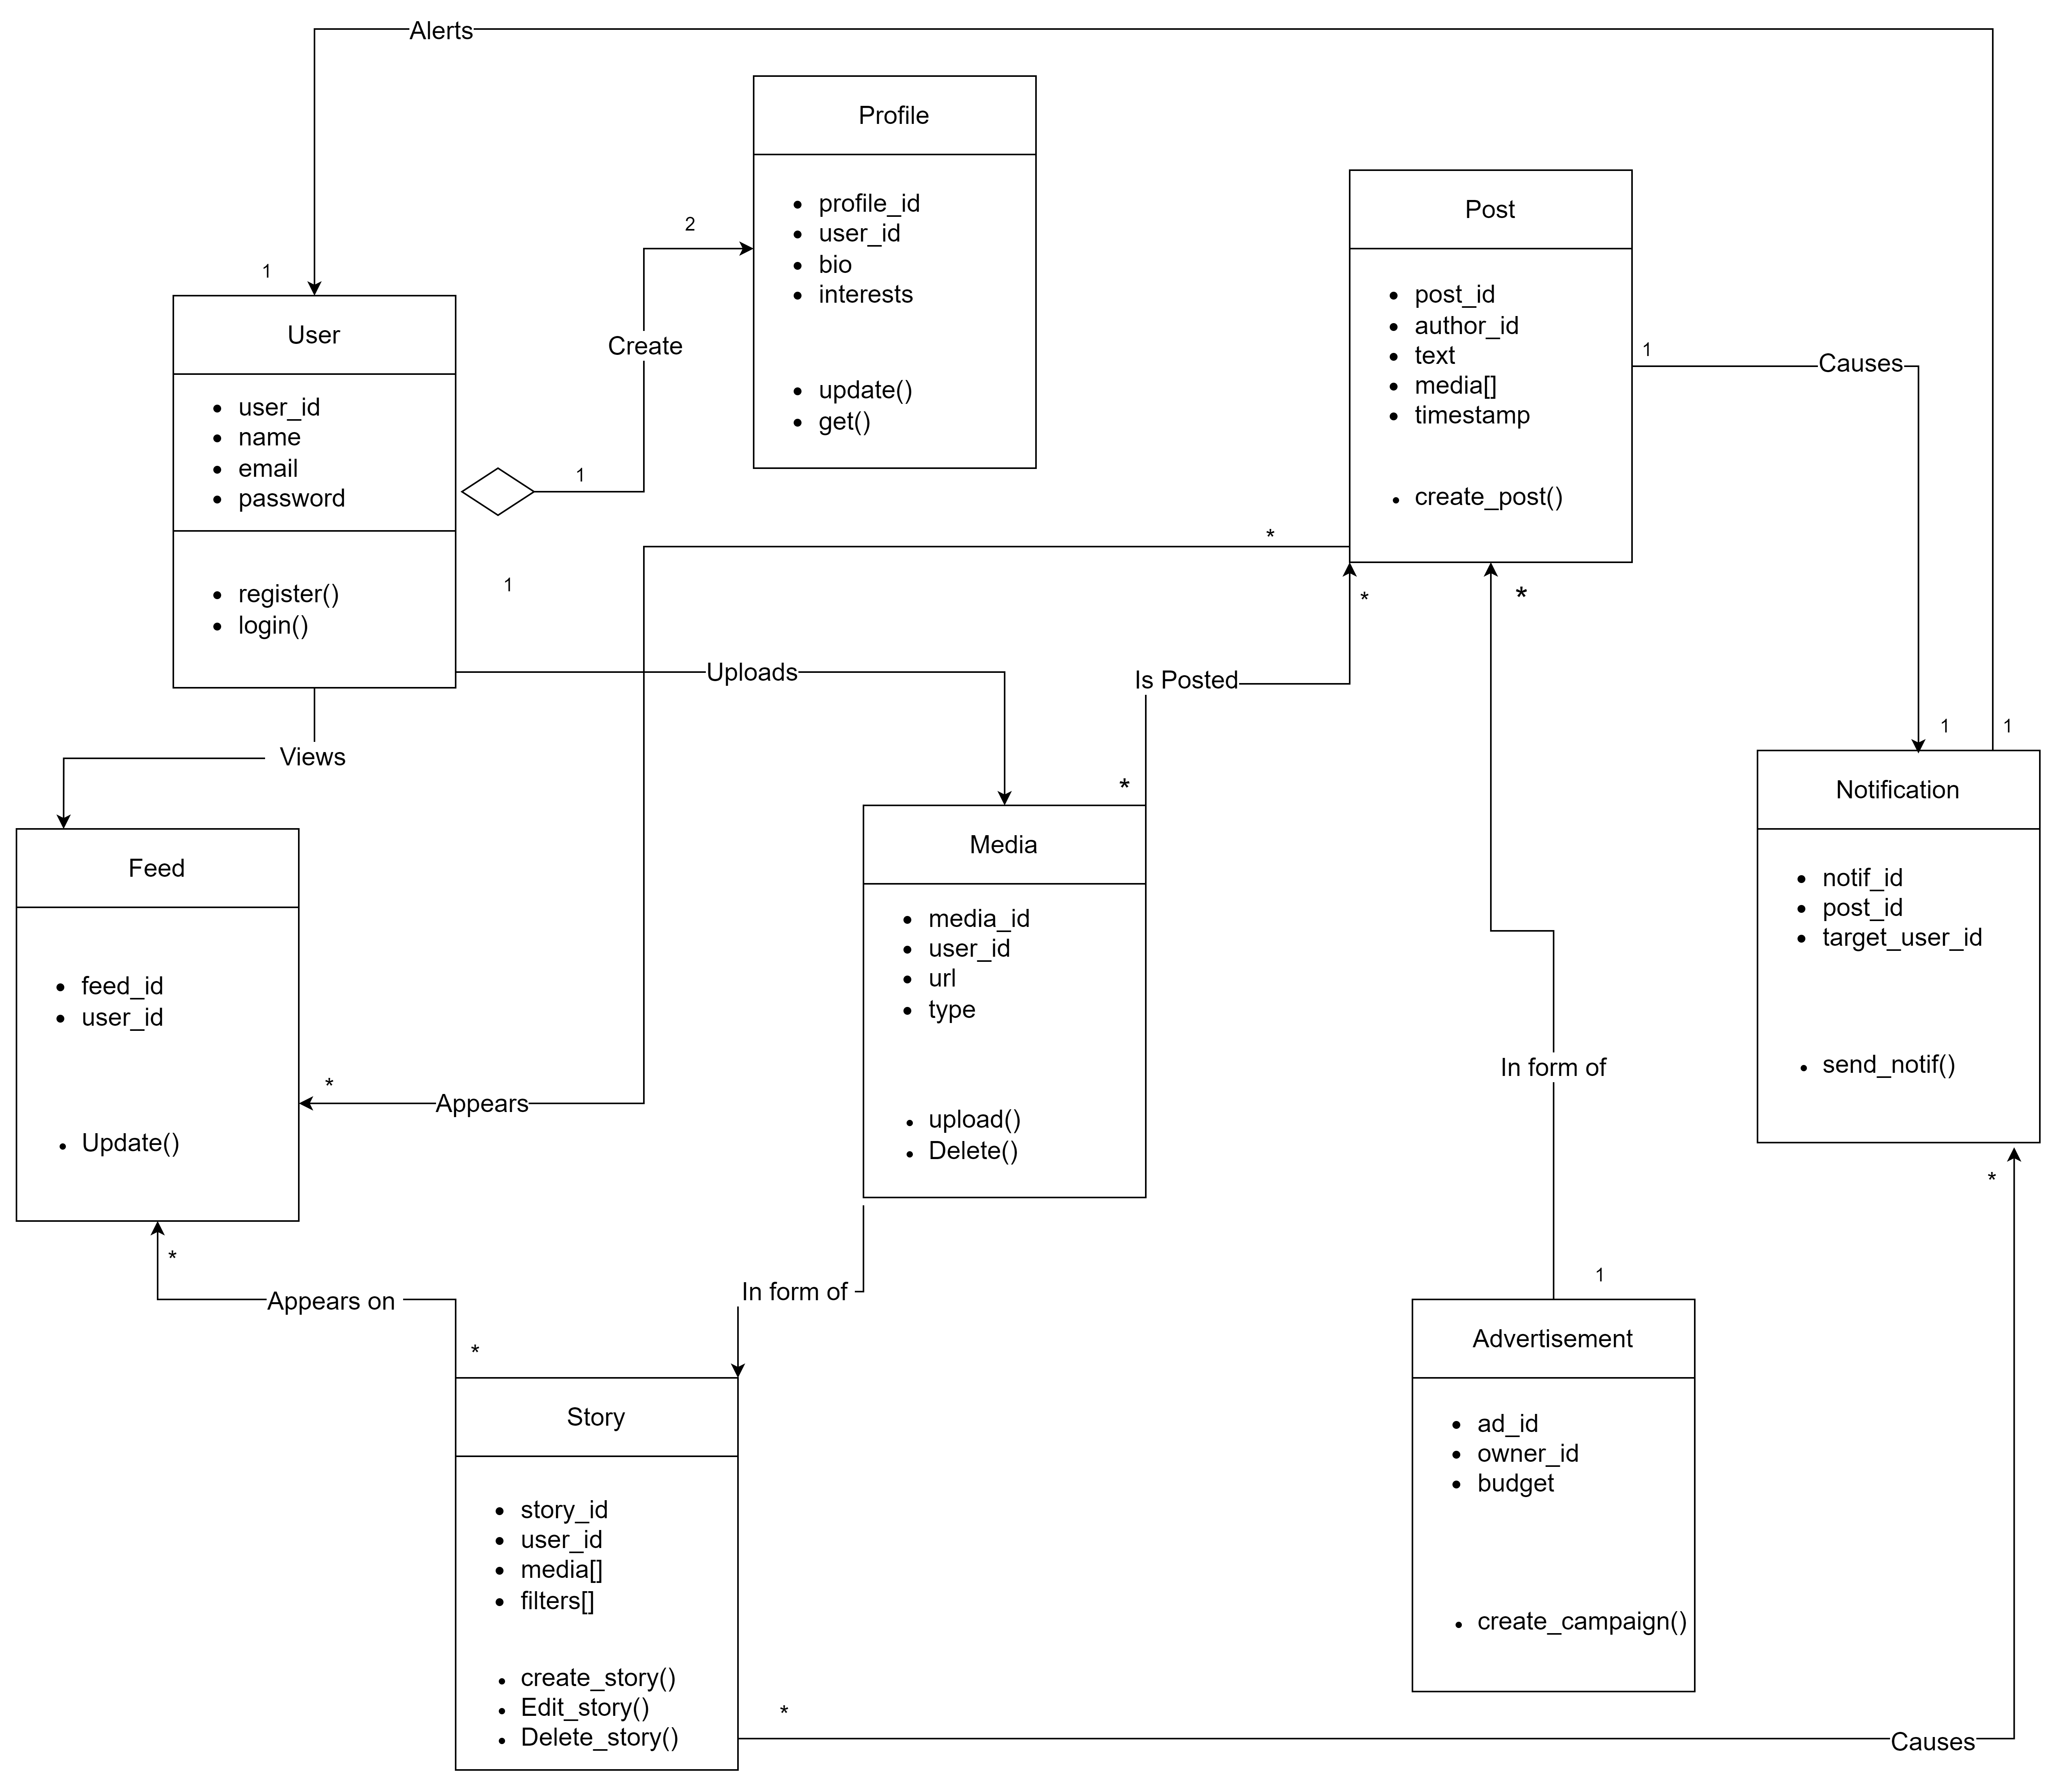 Alerts
Profile
profile_id
user_id
bio
interests
update()
get()
2
Create
1
1
User
user_id
name
email
password
register()
login()
1
Post
post_id
author_id
text
media[]
timestamp
create_post()
1
Causes
*
*
*
Uploads
Is Posted
Views
*
1
1
Notification
notif_id
post_id
target_user_id
send_notif()
*
Feed
feed_id
user_id
Update()
*
Appears
Media
media_id
user_id
url
type
upload()
Delete()
In form of
1
Advertisement
ad_id
owner_id
budget
create_campaign()
*
Appears on
In form of
*
Story
story_id
user_id
media[]
filters[]
create_story()
Edit_story()
Delete_story()
*
Causes